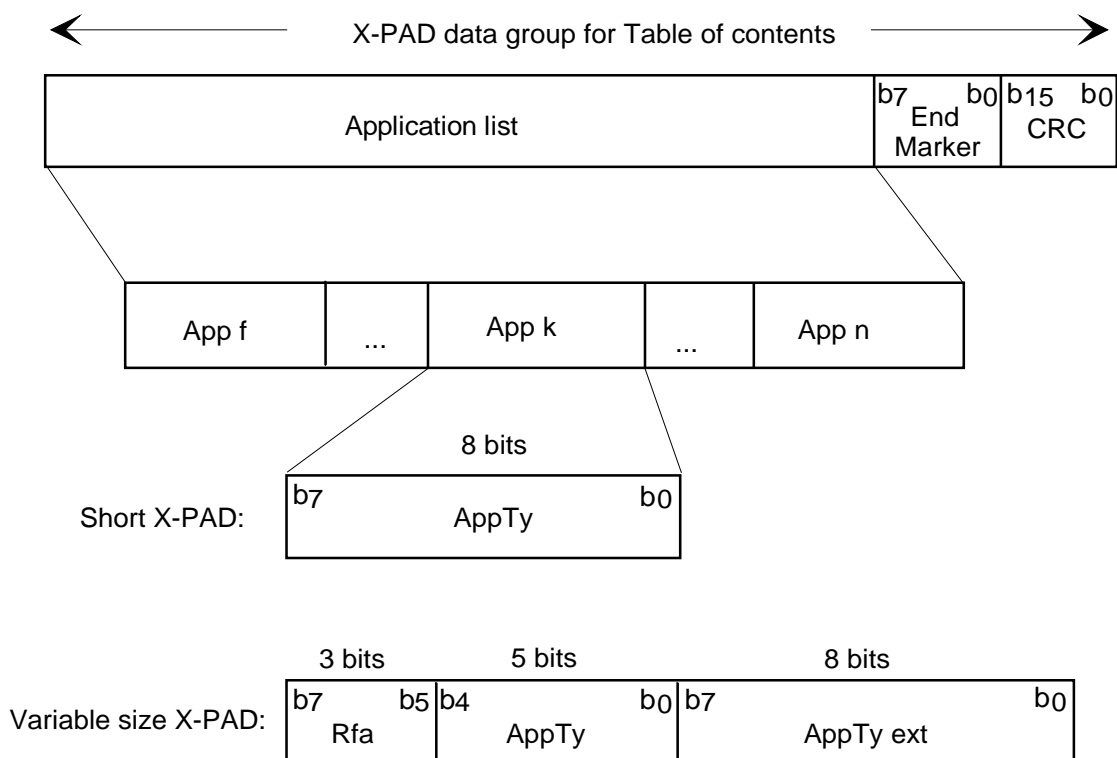 X-PAD data group for Table of contents
Application list
b7 b0 b15 b0
End CRC
Marker
App f ... App k ... App n
8 bits
b7 b0
Short X-PAD: AppTy
3 bits 5 bits 8 bits
b7 b5 b4 b0 b7 b0
Variable size X-PAD: Rfa AppTy AppTy ext